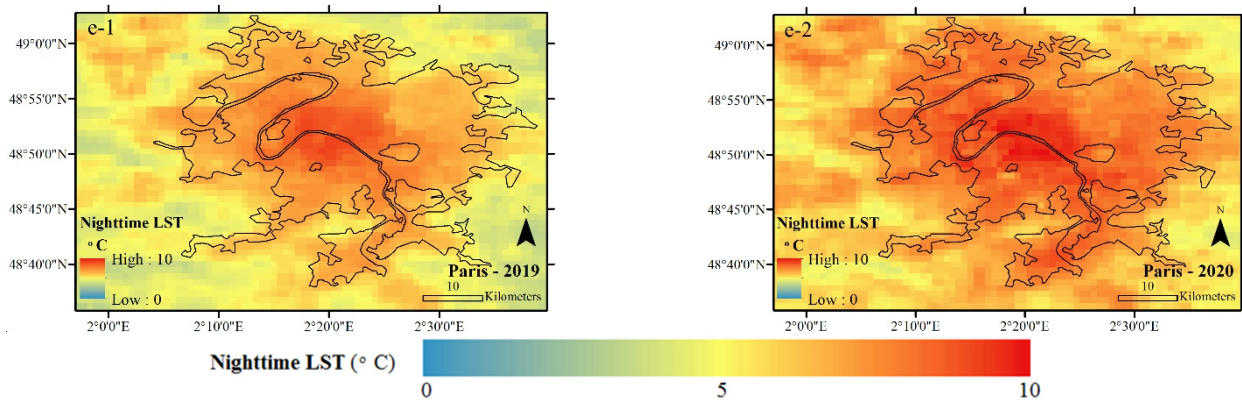 e-1
49°0'0"N
48°55'0"N
48°50'0"N
48°45'0"N
48°40'0"N
Nighttime LST
°C
High : 10
Low : 0
N
Paris - 2019
10
Kilometers
2°0'0"E
2°10'0"E
2°20'0"E
2°30'0"E
e-2
49°0'0"N
48°55'0"N
48°50'0"N
48°45'0"N
48°40'0"N
Nighttime LST
°C
High : 10
Low : 0
N
Paris - 2020
10
Kilometers
2°0'0"E
2°10'0"E
2°20'0"E
2°30'0"E
Nighttime LST (° C)
0
5
10